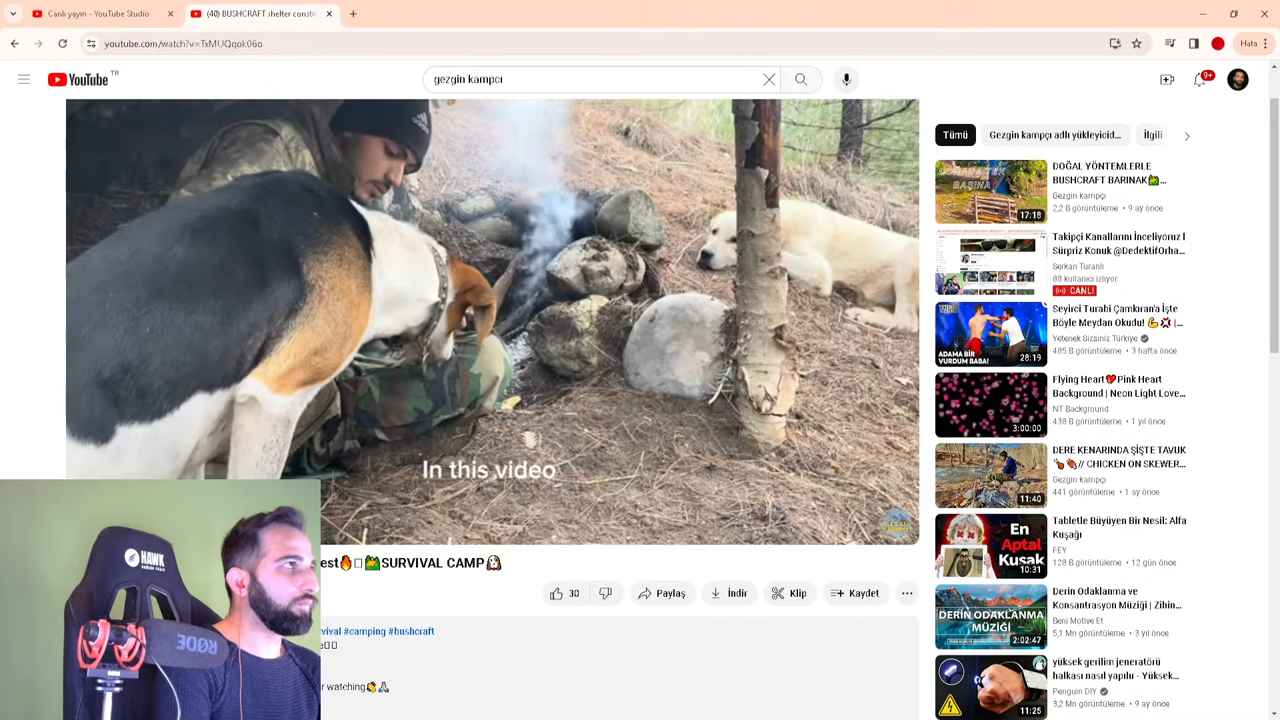 Canlı yayın - YouTube Studio
(40) BUSHCRAFT shelter constr
youtube.com/watch?v=TxMUQqok06o
Hata
YouTube TR
gezgin kampcı
9+
In this video
est🔥🏕SURVIVAL CAMP
30
Paylaş
İndir
Klip
Kaydet
rvival #camping #bushcraft
r watching
HAWK
RØDE
Tümü
Gezgin kampçı adlı yükleyicid...
İlgili
BAŞINA
17:18
DOĞAL YÖNTEMLERLE
BUSHCRAFT BARINAK🏕...
Gezgin kampçı
2,2 B görüntüleme • 9 ay önce
Takipçi Kanallarını İnceliyoruz |
Sürpriz Konuk @DedektifOrha...
Serkan Turanlı
88 kullanıcı izliyor
CANLI
ADAMA BİR
VURDUM BABA!
28:19
Seyirci Turabi Çamkıran'a İşte
Böyle Meydan Okudu! 💪💢 |...
Yetenek Sizsiniz Türkiye
485 B görüntüleme • 3 hafta önce
3:00:00
Flying Heart❤️Pink Heart
Background | Neon Light Love...
NT Background
438 B görüntüleme • 1 yıl önce
11:40
DERE KENARINDA ŞİŞTE TAVUK
🍗🍖// CHICKEN ON SKEWER...
Gezgin kampçı
441 görüntüleme • 1 ay önce
En
Aptal
Kuşak
10:31
Tabletle Büyüyen Bir Nesil: Alfa
Kuşağı
FEY
128 B görüntüleme • 12 gün önce
DERİN ODAKLANMA
MÜZİĞİ
2:02:47
Derin Odaklanma ve
Konsantrasyon Müziği | Zihin...
Beni Motive Et
5,1 Mn görüntüleme • 3 yıl önce
11:25
yüksek gerilim jeneratörü
halkası nasıl yapılır - Yüksek...
Penguin DIY
3,2 Mn görüntüleme • 9 ay önce